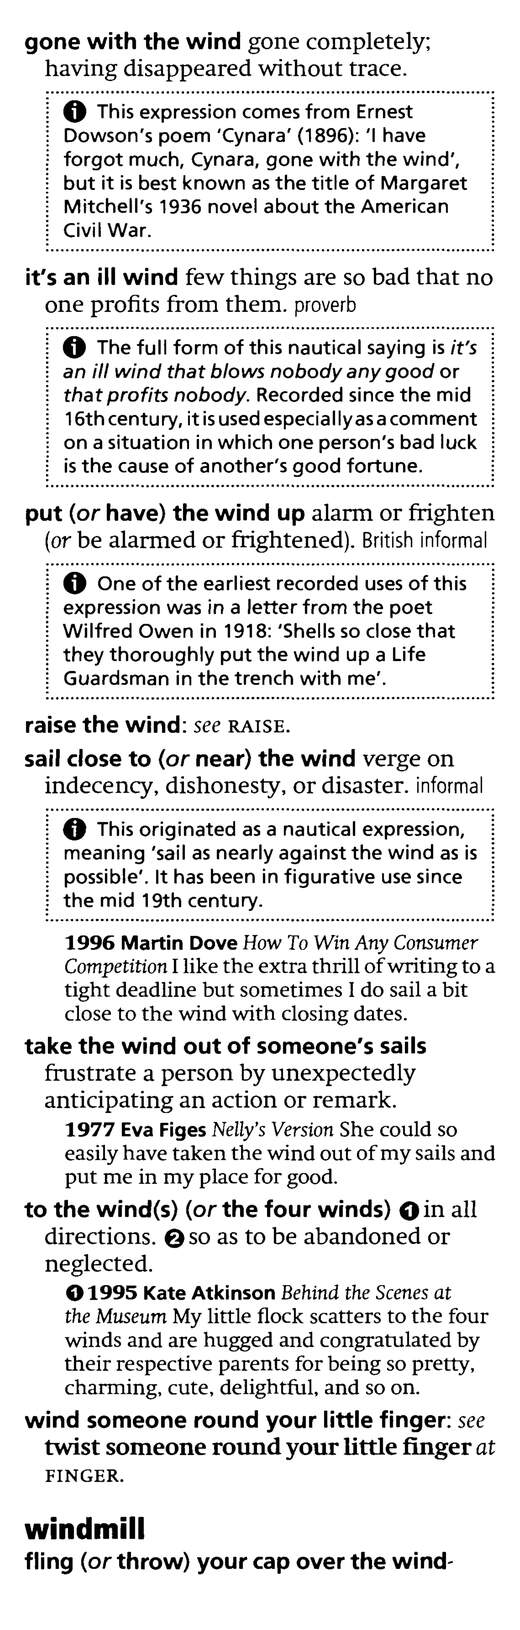 gone with the wind gone completely;
having disappeared without trace.
ℹ This expression comes from Ernest
Dowson's poem 'Cynara' (1896): 'I have
forgot much, Cynara, gone with the wind',
but it is best known as the title of Margaret
Mitchell's 1936 novel about the American
Civil War.
it's an ill wind few things are so bad that no
one profits from them. proverb
ℹ The full form of this nautical saying is it's
an ill wind that blows nobody any good or
that profits nobody. Recorded since the mid
16th century, it is used especially as a comment
on a situation in which one person's bad luck
is the cause of another's good fortune.
put (or have) the wind up alarm or frighten
(or be alarmed or frightened). British informal
ℹ One of the earliest recorded uses of this
expression was in a letter from the poet
Wilfred Owen in 1918: 'Shells so close that
they thoroughly put the wind up a Life
Guardsman in the trench with me'.
raise the wind: see RAISE.
sail close to (or near) the wind verge on
indecency, dishonesty, or disaster. informal
ℹ This originated as a nautical expression,
meaning 'sail as nearly against the wind as is
possible'. It has been in figurative use since
the mid 19th century.
1996 Martin Dove How To Win Any Consumer
Competition I like the extra thrill of writing to a
tight deadline but sometimes I do sail a bit
close to the wind with closing dates.
take the wind out of someone's sails
frustrate a person by unexpectedly
anticipating an action or remark.
1977 Eva Figes Nelly's Version She could so
easily have taken the wind out of my sails and
put me in my place for good.
to the wind(s) (or the four winds) ❶ in all
directions. ❷ so as to be abandoned or
neglected.
❶ 1995 Kate Atkinson Behind the Scenes at
the Museum My little flock scatters to the four
winds and are hugged and congratulated by
their respective parents for being so pretty,
charming, cute, delightful, and so on.
wind someone round your little finger: see
twist someone round your little finger at
FINGER.
windmill
fling (or throw) your cap over the wind-